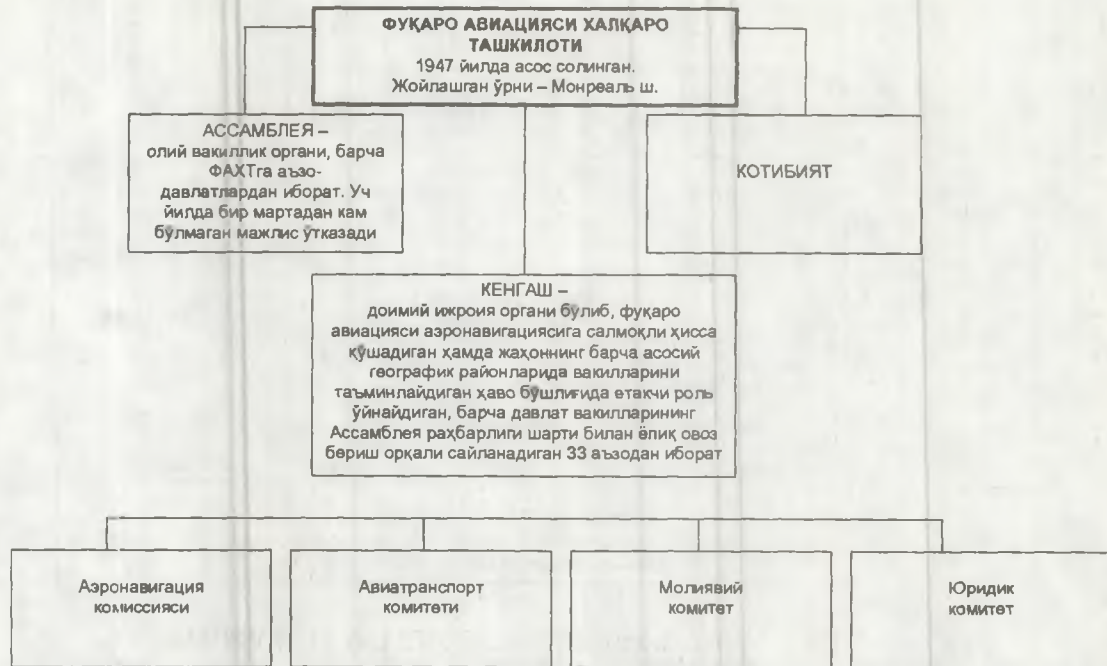 ФУҚАРО АВИАЦИЯСИ ХАЛҚАРО
ТАШКИЛОТИ
1947 йилда асос солинган.
Жойлашган ўрни – Монреаль ш.
АССАМБЛЕЯ –
олий вакиллик органи, барча
ФАХТга аъзо-
давлатлардан иборат. Уч
йилда бир мартадан кам
бўлмаган мажлис ўтказади
КОТИБИЯТ
КЕНГАШ –
доимий ижроия органи бўлиб, фуқаро
авиацияси аэронавигациясига салмоқли ҳисса
қўшадиган ҳамда жаҳоннинг барча асосий
географик районларида вакилларини
таъминлайдиган ҳаво бўшлиғида етакчи роль
ўйнайдиган, барча давлат вакилларининг
Ассамблея раҳбарлиги шарти билан ёпиқ овоз
бериш орқали сайланадиган 33 аъзодан иборат
Аэронавигация
комиссияси
Авиатранспорт
комитети
Молиявий
комитет
Юридик
комитет